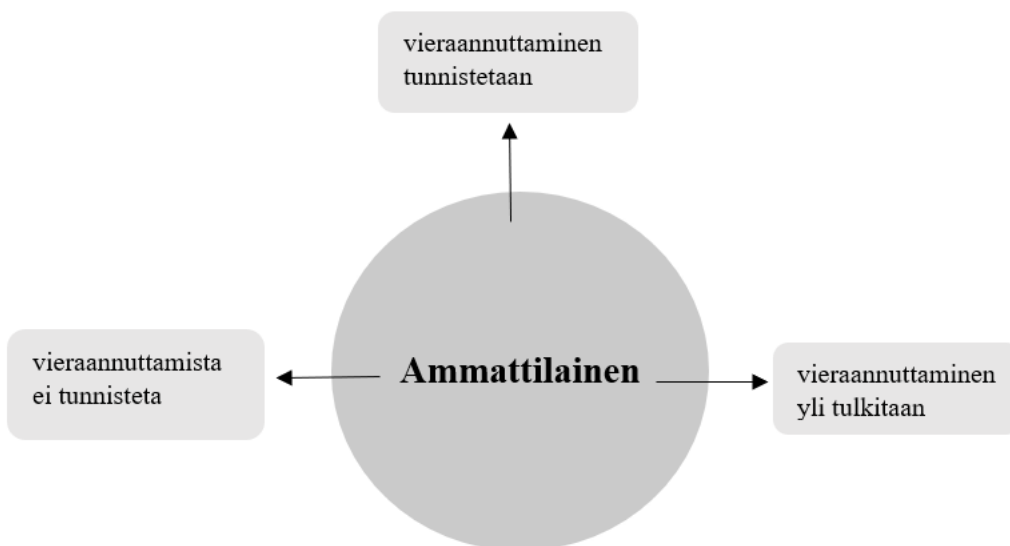 vieraannuttaminen
tunnistetaan
vieraannuttamista
ei tunnisteta
Ammattilainen
vieraannuttaminen
yli tulkitaan